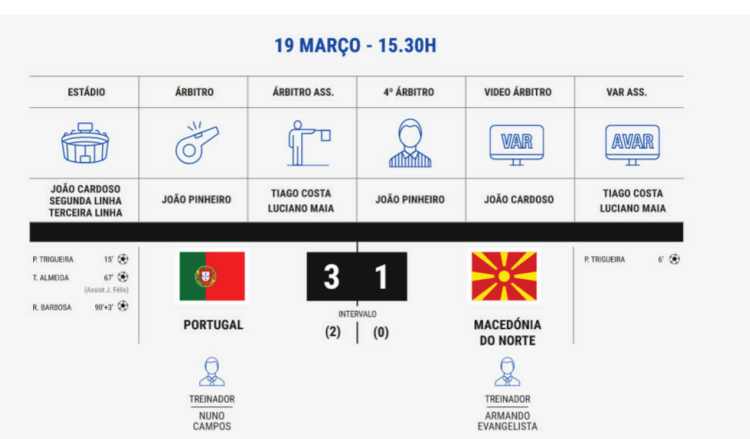 19 MARÇO - 15.30H
ESTÁDIO
ÁRBITRO
ÁRBITRO ASS.
4º ÁRBITRO
VIDEO ÁRBITRO
VAR ASS.
VAR
AVAR
JOÃO CARDOSO
SEGUNDA LINHA
TERCEIRA LINHA
JOÃO PINHEIRO
TIAGO COSTA
LUCIANO MAIA
JOÃO PINHEIRO
JOÃO CARDOSO
TIAGO COSTA
LUCIANO MAIA
P. TRIGUEIRA 15'
T. ALMEIDA 67'
(Assist J. Félix)
R. BARBOSA 90'+3'
PORTUGAL
3 1
INTERVALO
(2) (0)
MACEDÓNIA
DO NORTE
P. TRIGUEIRA 6'
TREINADOR
NUNO
CAMPOS
TREINADOR
ARMANDO
EVANGELISTA